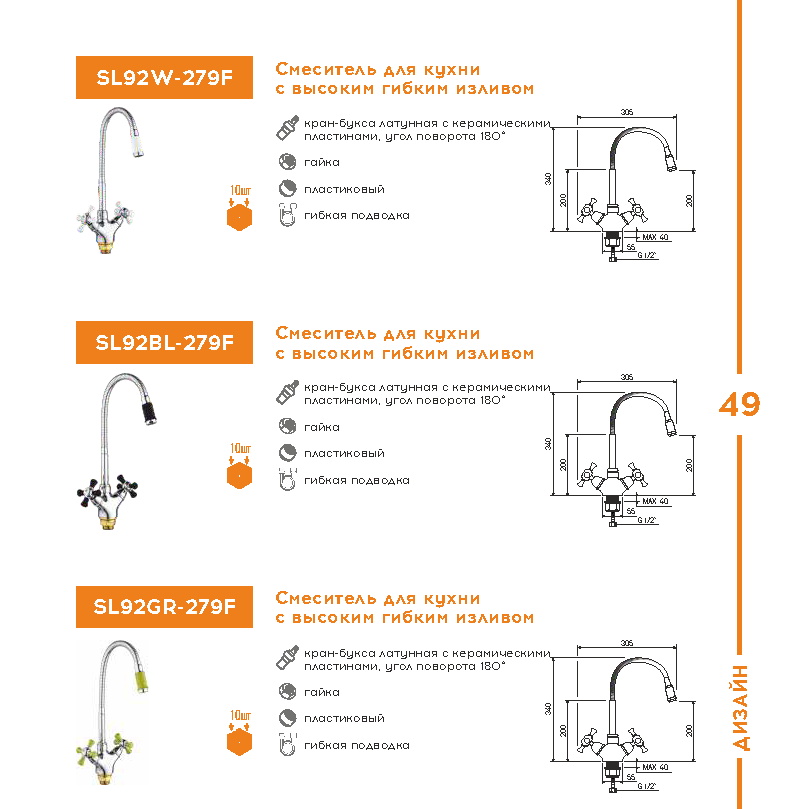 SL92W-279F
Смеситель для кухни
с высоким гибким изливом
кран-букса латунная с керамическими
пластинами, угол поворота 180°
гайка
пластиковый
гибкая подводка
10шт
305
340
200
200
MAX 40
55
G 1/2"
SL92BL-279F
Смеситель для кухни
с высоким гибким изливом
кран-букса латунная с керамическими
пластинами, угол поворота 180°
гайка
пластиковый
гибкая подводка
10шт
305
340
200
200
MAX 40
55
G 1/2"
49
SL92GR-279F
Смеситель для кухни
с высоким гибким изливом
кран-букса латунная с керамическими
пластинами, угол поворота 180°
гайка
пластиковый
гибкая подводка
10шт
305
340
200
200
MAX 40
55
G 1/2"
ДИЗАЙН